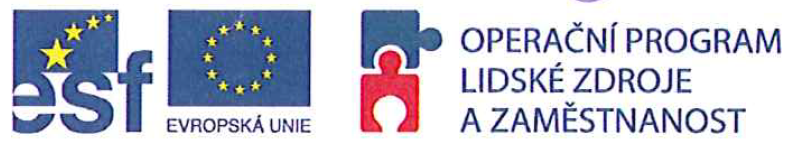 esf
EVROPSKÁ UNIE
OPERAČNÍ PROGRAM
LIDSKÉ ZDROJE
A ZAMĚSTNANOST